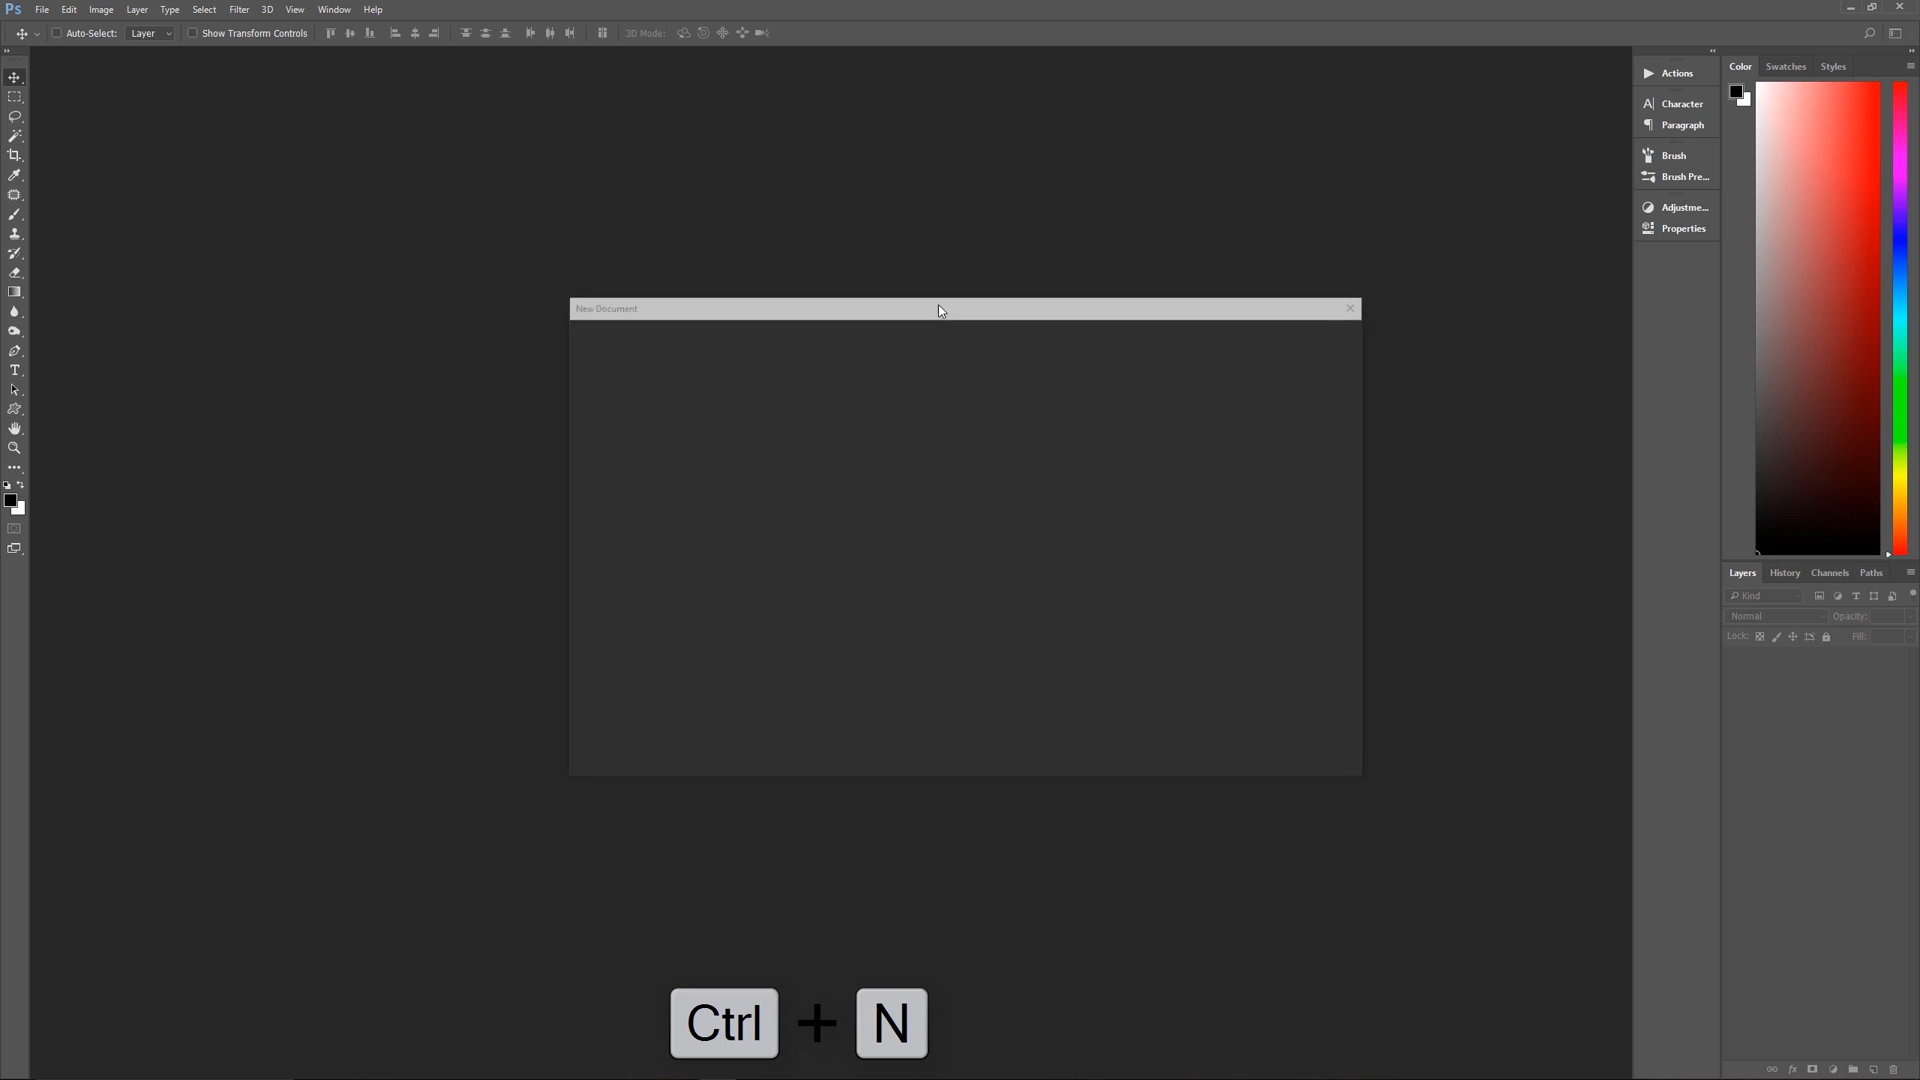 Ps File Edit Image Layer Type Select Filter 3D View Window Help
Auto-Select: Layer Show Transform Controls 3D Mode:
Actions
Character
Paragraph
Brush
Brush Pre...
Adjustme...
Properties
Color Swatches Styles
New Document
Layers History Channels Paths
Kind
Normal Opacity:
Lock: Fill:
Ctrl + N